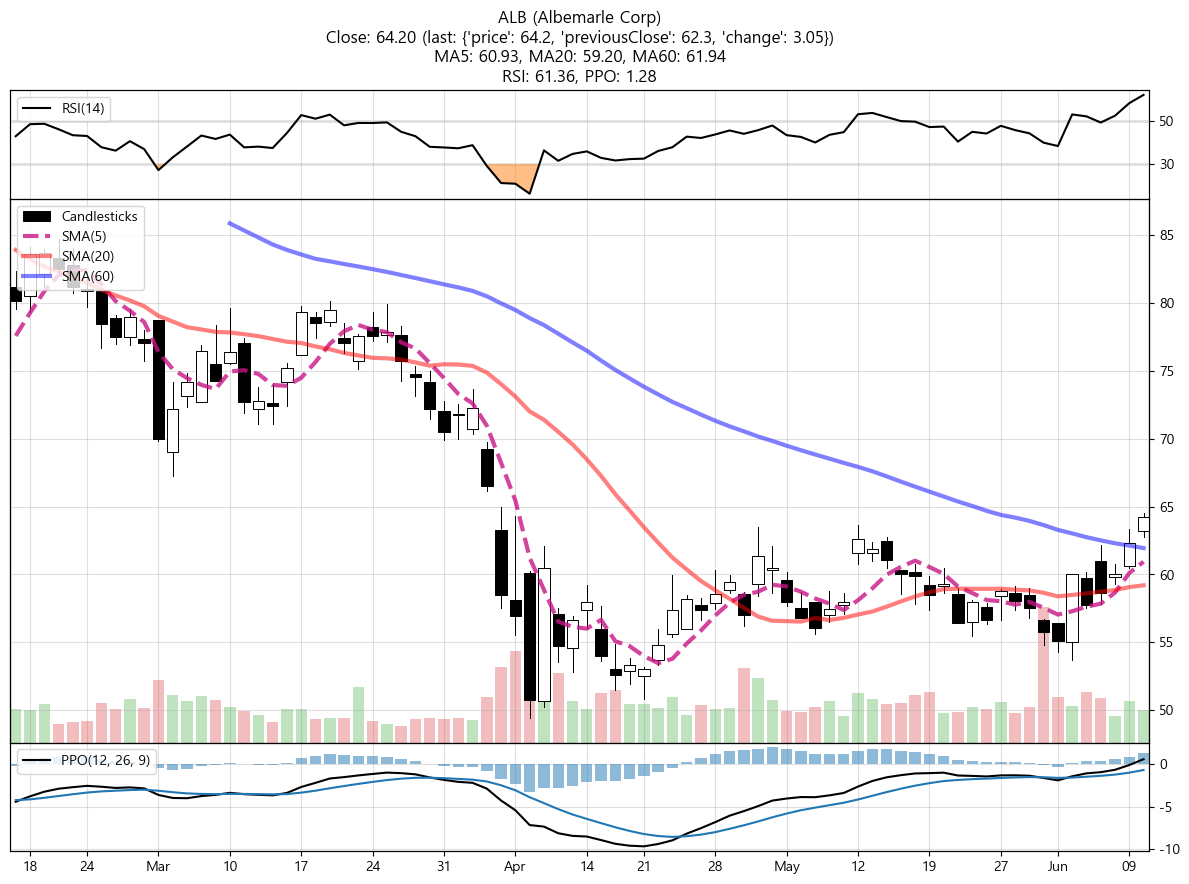 ALB (Albemarle Corp)
Close: 64.20 (last: {'price': 64.2, 'previousClose': 62.3, 'change': 3.05})
MA5: 60.93, MA20: 59.20, MA60: 61.94
RSI: 61.36, PPO: 1.28
RSI(14)
50
30
Candlesticks
SMA(5)
SMA(20)
SMA(60)
85
80
75
70
65
60
55
50
PPO(12, 26, 9)
0
-5
-10
18 24 Mar 10 17 24 Apr 14 21 28 May 12 19 27 Jun 09